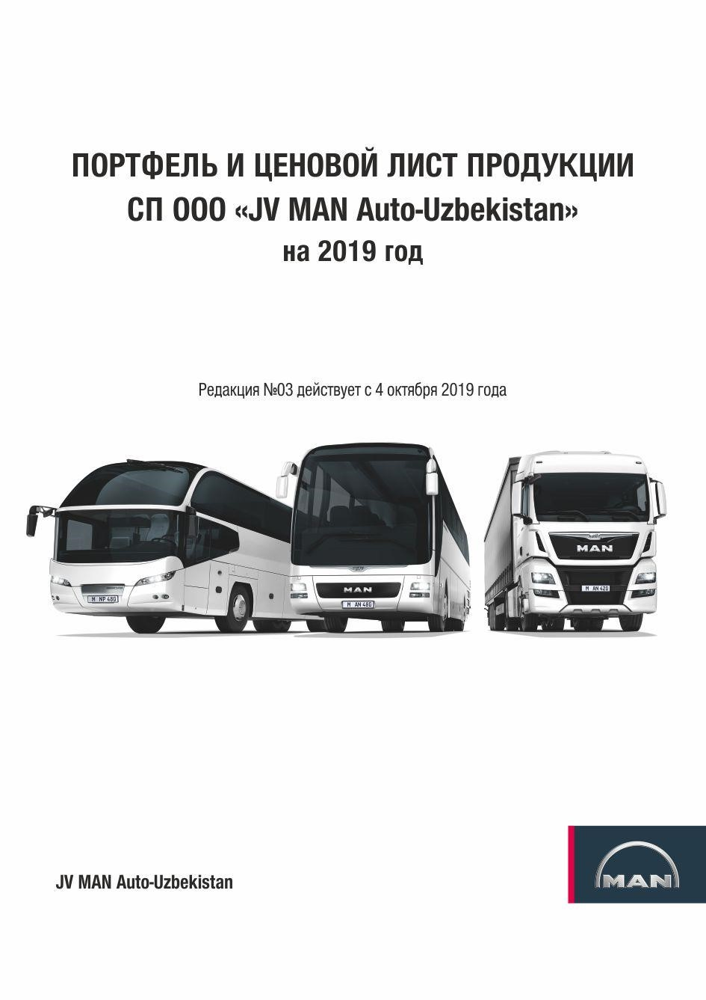 ПОРТФЕЛЬ И ЦЕНОВОЙ ЛИСТ ПРОДУКЦИИ
СП ООО «JV MAN Auto-Uzbekistan»
на 2019 год
Редакция №03 действует с 4 октября 2019 года
MAN
MAN
M NP 480
M AN 480
M AN 420
JV MAN Auto-Uzbekistan
MAN